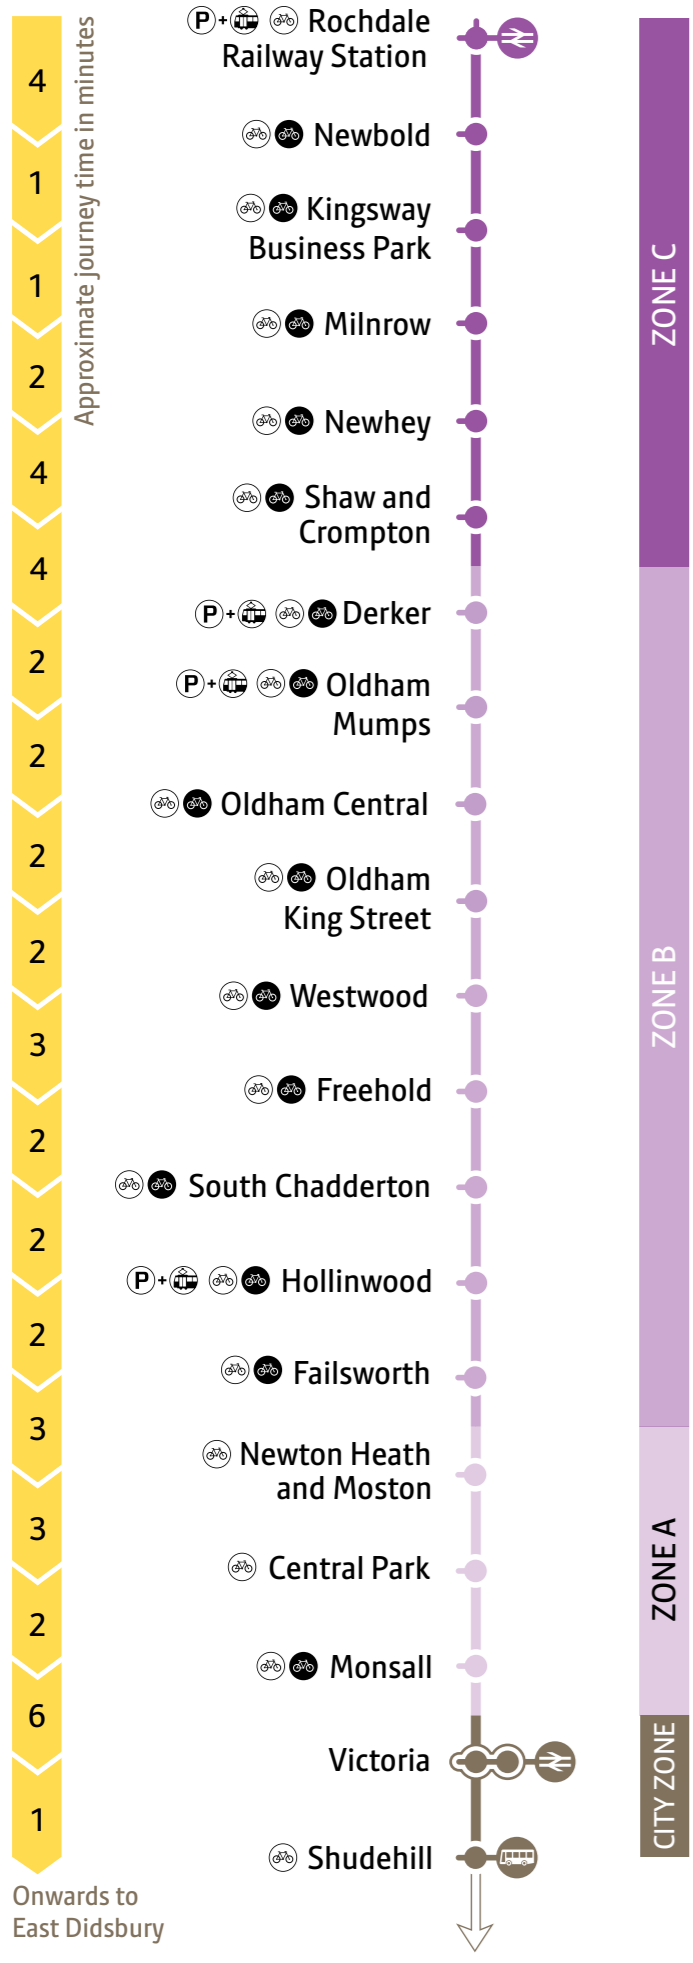 Approximate journey time in minutes
P + Rochdale
Railway Station
4
Newbold
1
Kingsway
Business Park
1
Milnrow
2
Newhey
4
Shaw and
Crompton
4
P + Derker
2
P + Oldham
Mumps
2
Oldham Central
2
Oldham
King Street
2
Westwood
3
Freehold
2
South Chadderton
2
P + Hollinwood
2
Failsworth
3
Newton Heath
and Moston
3
Central Park
2
Monsall
6
Victoria
1
Shudehill
Onwards to
East Didsbury
ZONE C
ZONE B
ZONE A
CITY ZONE